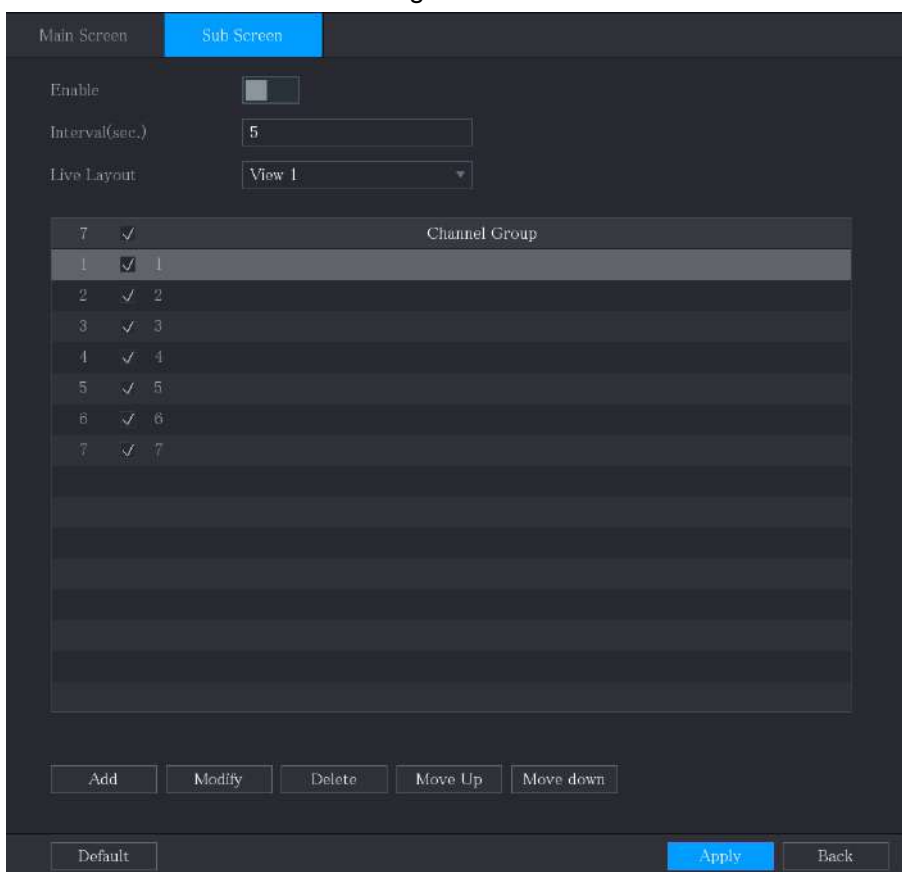 Main Screen Sub Screen
Enable
Interval(sec.) 5
Live Layout View 1
7 Channel Group
1 1
2 2
3 3
4 4
5 5
6 6
7 7
Add Modify Delete Move Up Move down
Default Apply Back